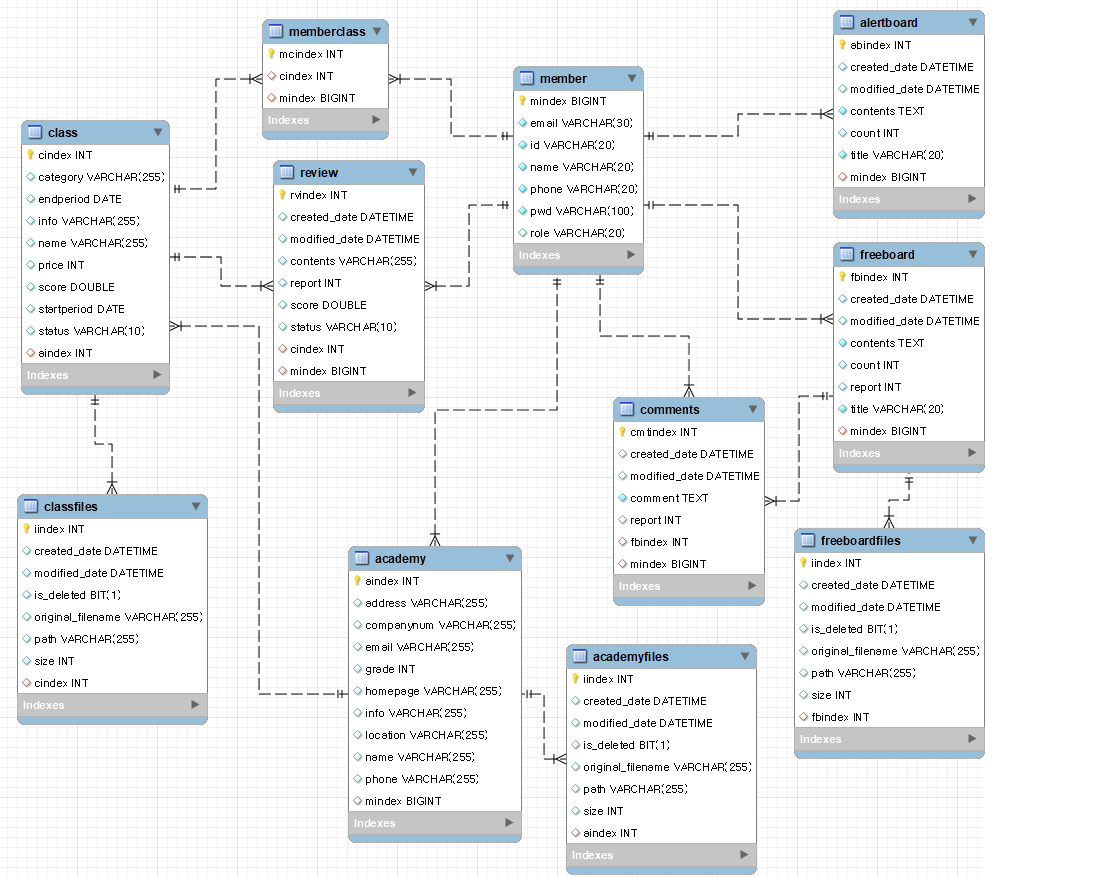 memberclass
mcindex INT
cindex INT
mindex BIGINT
Indexes
member
mindex BIGINT
email VARCHAR(30)
id VARCHAR(20)
name VARCHAR(20)
phone VARCHAR(20)
pwd VARCHAR(100)
role VARCHAR(20)
Indexes
alertboard
abindex INT
created_date DATETIME
modified_date DATETIME
contents TEXT
count INT
title VARCHAR(20)
mindex BIGINT
Indexes
class
cindex INT
category VARCHAR(255)
endperiod DATE
info VARCHAR(255)
name VARCHAR(255)
price INT
score DOUBLE
startperiod DATE
status VARCHAR(10)
aindex INT
Indexes
review
rvindex INT
created_date DATETIME
modified_date DATETIME
contents VARCHAR(255)
report INT
score DOUBLE
status VARCHAR(10)
cindex INT
mindex BIGINT
Indexes
freeboard
fbindex INT
created_date DATETIME
modified_date DATETIME
contents TEXT
count INT
report INT
title VARCHAR(20)
mindex BIGINT
Indexes
comments
cmtindex INT
created_date DATETIME
modified_date DATETIME
comment TEXT
report INT
fbindex INT
mindex BIGINT
Indexes
classfiles
iindex INT
created_date DATETIME
modified_date DATETIME
is_deleted BIT(1)
original_filename VARCHAR(255)
path VARCHAR(255)
size INT
cindex INT
Indexes
academy
aindex INT
address VARCHAR(255)
companynum VARCHAR(255)
email VARCHAR(255)
grade INT
homepage VARCHAR(255)
info VARCHAR(255)
location VARCHAR(255)
name VARCHAR(255)
phone VARCHAR(255)
mindex BIGINT
Indexes
academyfiles
iindex INT
created_date DATETIME
modified_date DATETIME
is_deleted BIT(1)
original_filename VARCHAR(255)
path VARCHAR(255)
size INT
aindex INT
Indexes
freeboardfiles
iindex INT
created_date DATETIME
modified_date DATETIME
is_deleted BIT(1)
original_filename VARCHAR(255)
path VARCHAR(255)
size INT
fbindex INT
Indexes